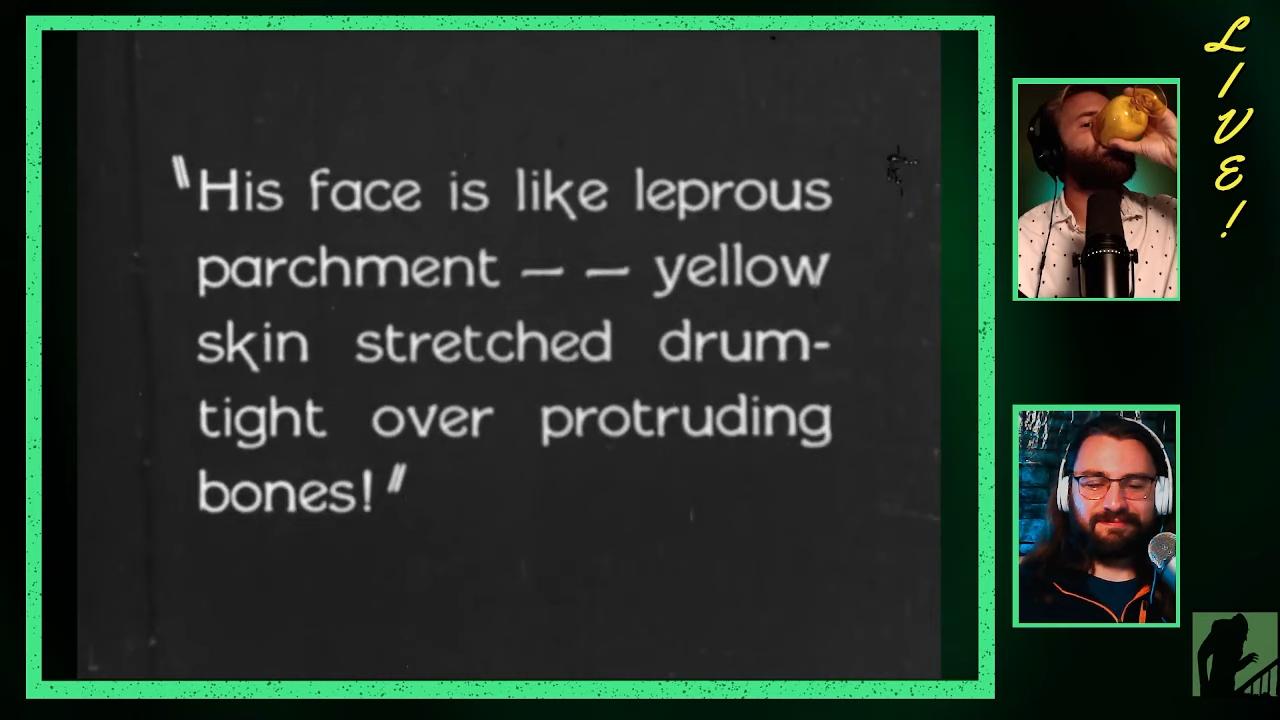 "His face is like leprous
parchment — — yellow
skin stretched drum-
tight over protruding
bones!"
LIVE!